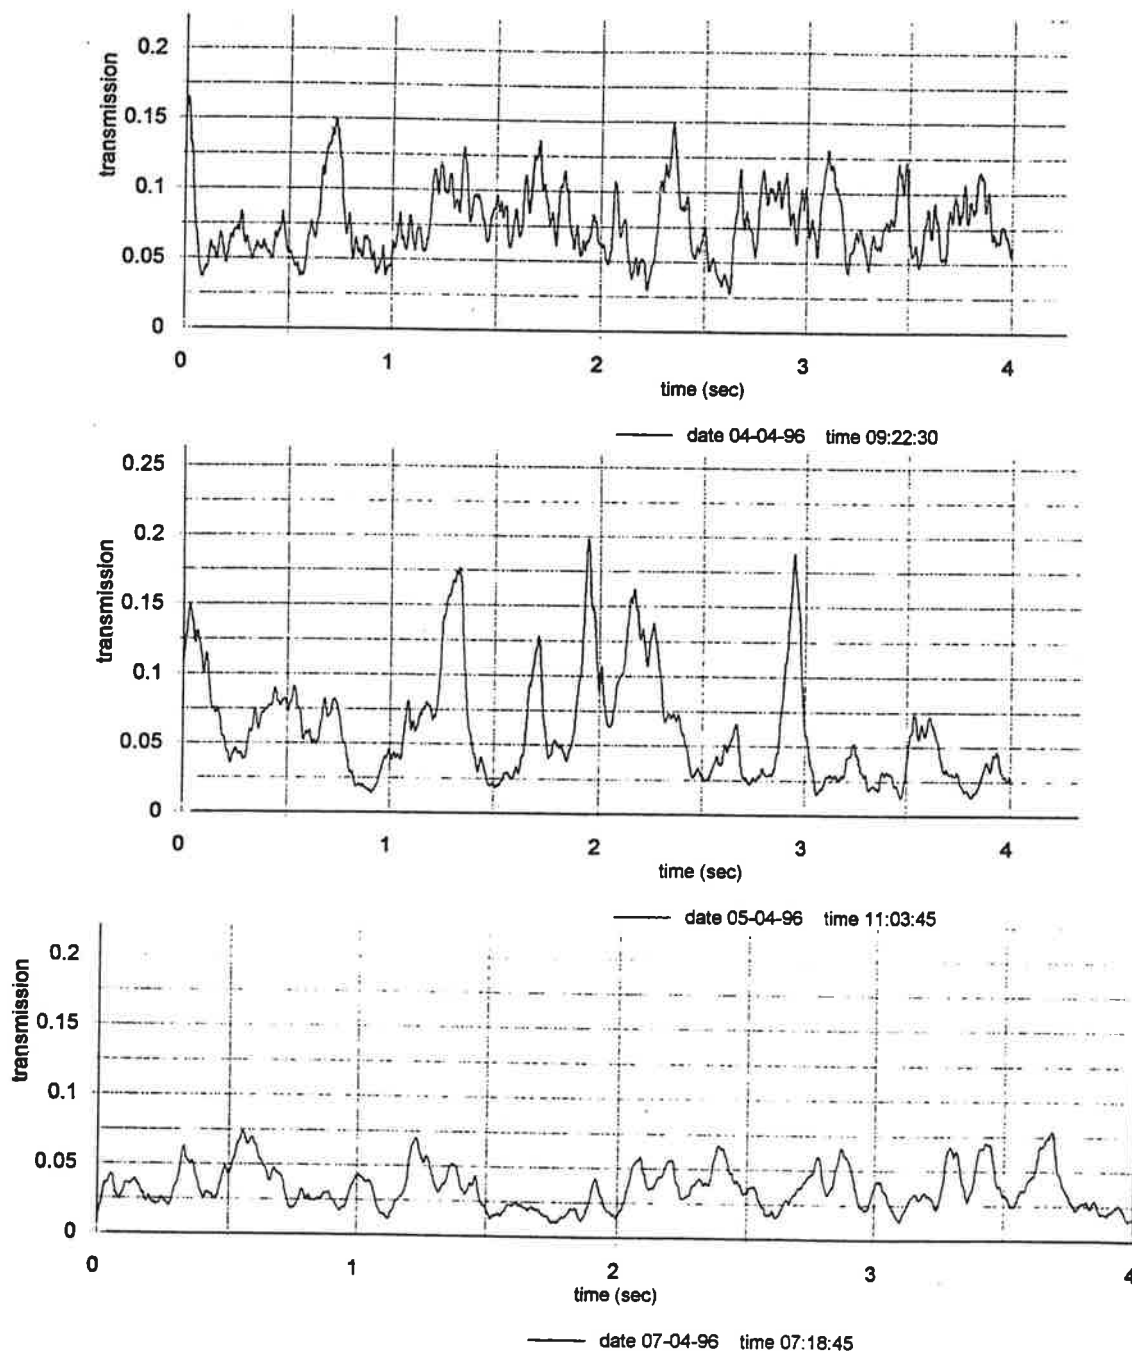 transmission
0.2
0.15
0.1
0.05
0
0 1 2 3 4
time (sec)
date 04-04-96 time 09:22:30
transmission
0.25
0.2
0.15
0.1
0.05
0
0 1 2 3 4
time (sec)
date 05-04-96 time 11:03:45
transmission
0.2
0.15
0.1
0.05
0
0 1 2 3 4
time (sec)
date 07-04-96 time 07:18:45